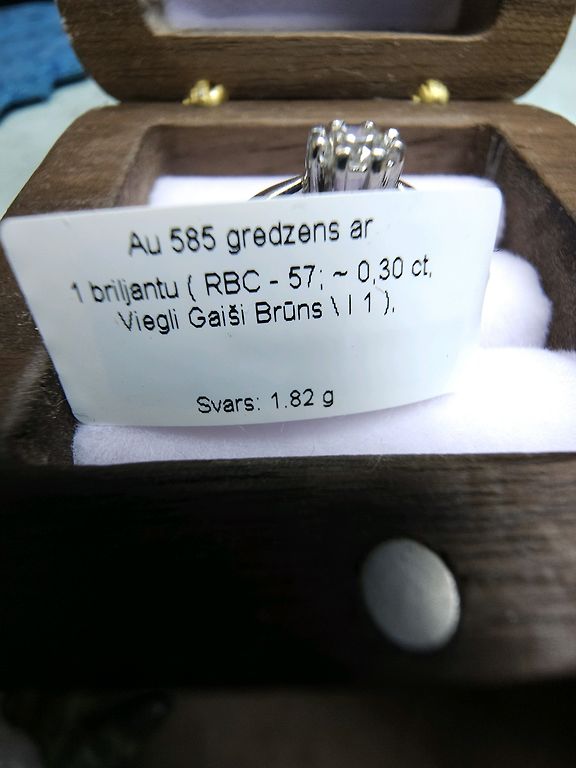 Au 585 gredzens ar
1 briljantu ( RBC - 57; ~ 0,30 ct,
Viegli Gaiši Brūns \ I 1 ).
Svars: 1.82 g